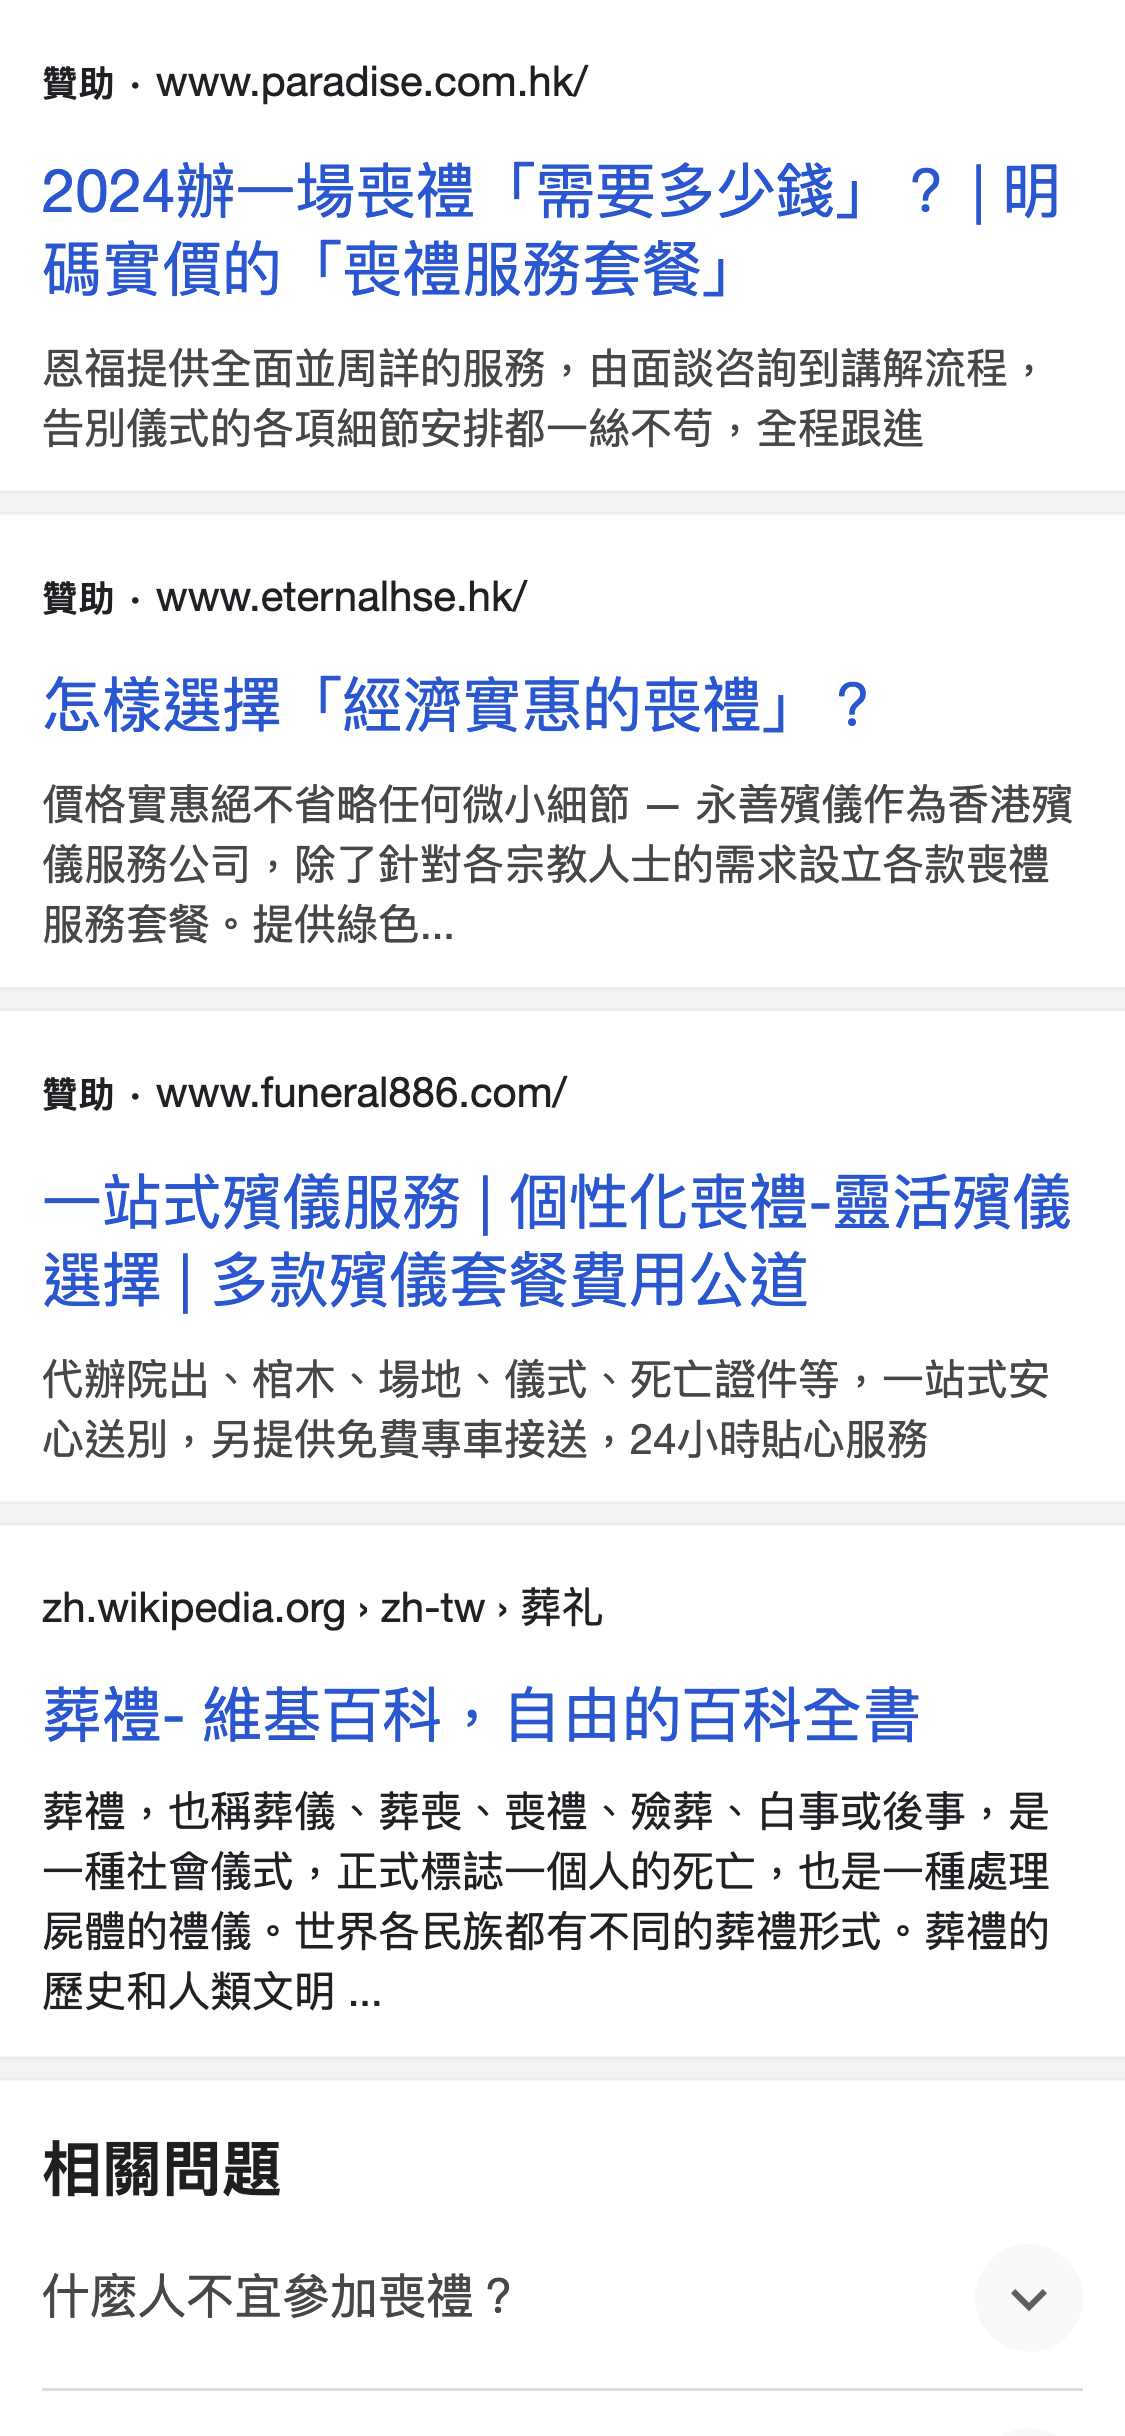 贊助 · www.paradise.com.hk/
2024辦一場喪禮「需要多少錢」？ | 明
碼實價的「喪禮服務套餐」
恩福提供全面並周詳的服務，由面談咨詢到講解流程，
告別儀式的各項細節安排都一絲不苟，全程跟進
贊助 · www.eternalhse.hk/
怎樣選擇「經濟實惠的喪禮」？
價格實惠絕不省略任何微小細節 — 永善殯儀作為香港殯
儀服務公司，除了針對各宗教人士的需求設立各款喪禮
服務套餐。提供綠色...
贊助 · www.funeral886.com/
一站式殯儀服務 | 個性化喪禮-靈活殯儀
選擇 | 多款殯儀套餐費用公道
代辦院出、棺木、場地、儀式、死亡證件等，一站式安
心送別，另提供免費專車接送，24小時貼心服務
zh.wikipedia.org › zh-tw › 葬礼
葬禮- 維基百科，自由的百科全書
葬禮，也稱葬儀、葬喪、喪禮、殮葬、白事或後事，是
一種社會儀式，正式標誌一個人的死亡，也是一種處理
屍體的禮儀。世界各民族都有不同的葬禮形式。葬禮的
歷史和人類文明 ...
相關問題
什麼人不宜參加喪禮？